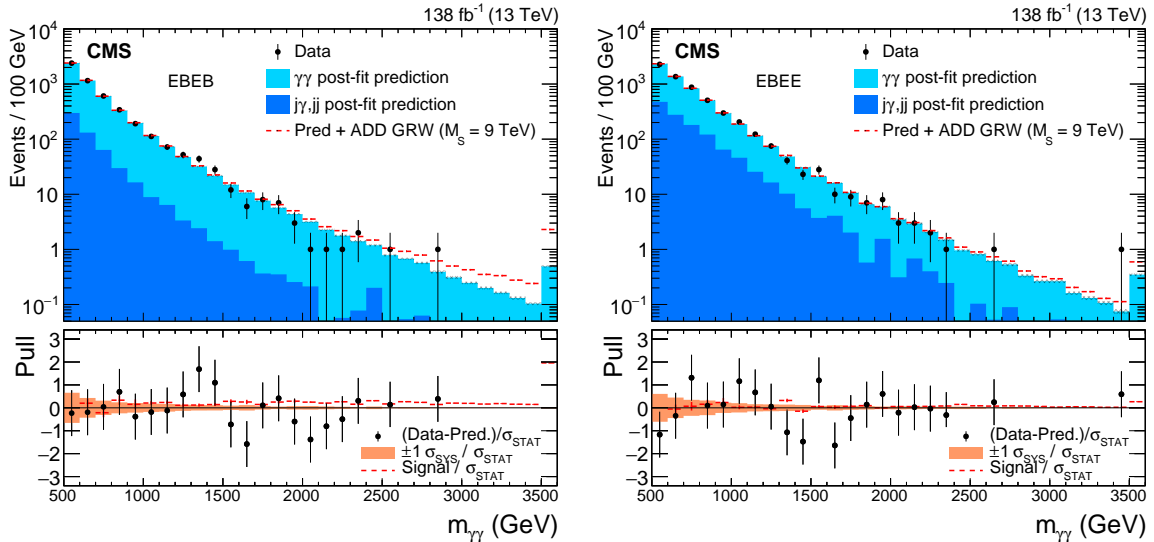 138 fb⁻¹ (13 TeV)
CMS
EBEB
Data
γγ post-fit prediction
jγ,jj post-fit prediction
Pred + ADD GRW (M_S = 9 TeV)
Events / 100 GeV
10⁴
10³
10²
10
1
10⁻¹
Pull
3
2
1
0
−1
−2
−3
(Data-Pred.)/σ_STAT
±1 σ_SYS / σ_STAT
Signal / σ_STAT
500 1000 1500 2000 2500 3000 3500
m_γγ (GeV)
138 fb⁻¹ (13 TeV)
CMS
EBEE
Data
γγ post-fit prediction
jγ,jj post-fit prediction
Pred + ADD GRW (M_S = 9 TeV)
Events / 100 GeV
10⁴
10³
10²
10
1
10⁻¹
Pull
3
2
1
0
−1
−2
−3
(Data-Pred.)/σ_STAT
±1 σ_SYS / σ_STAT
Signal / σ_STAT
500 1000 1500 2000 2500 3000 3500
m_γγ (GeV)